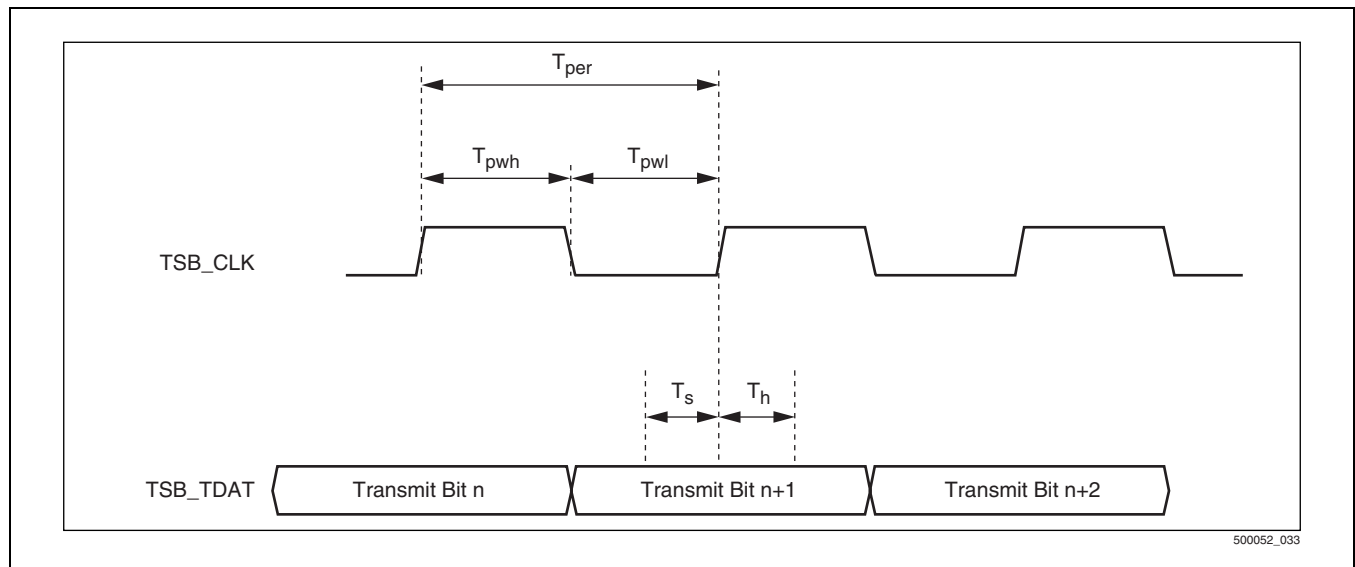 T_per
T_pwh T_pwl
TSB_CLK
T_s T_h
TSB_TDAT Transmit Bit n Transmit Bit n+1 Transmit Bit n+2
500052_033